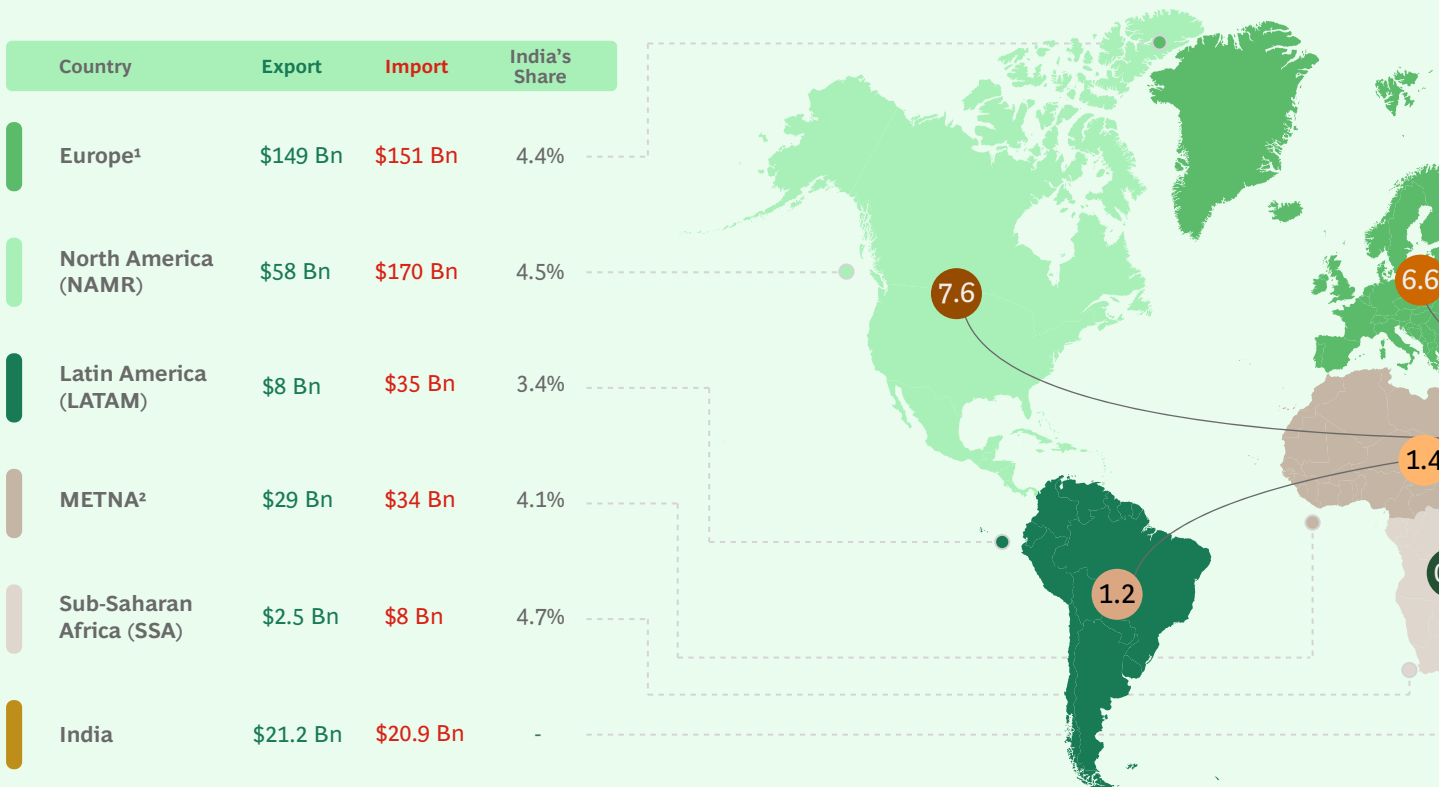 Country Export Import India’s Share
Europe¹ $149 Bn $151 Bn 4.4%
North America (NAMR) $58 Bn $170 Bn 4.5%
Latin America (LATAM) $8 Bn $35 Bn 3.4%
METNA² $29 Bn $34 Bn 4.1%
Sub-Saharan Africa (SSA) $2.5 Bn $8 Bn 4.7%
India $21.2 Bn $20.9 Bn -
7.6
6.6
1.4
1.2